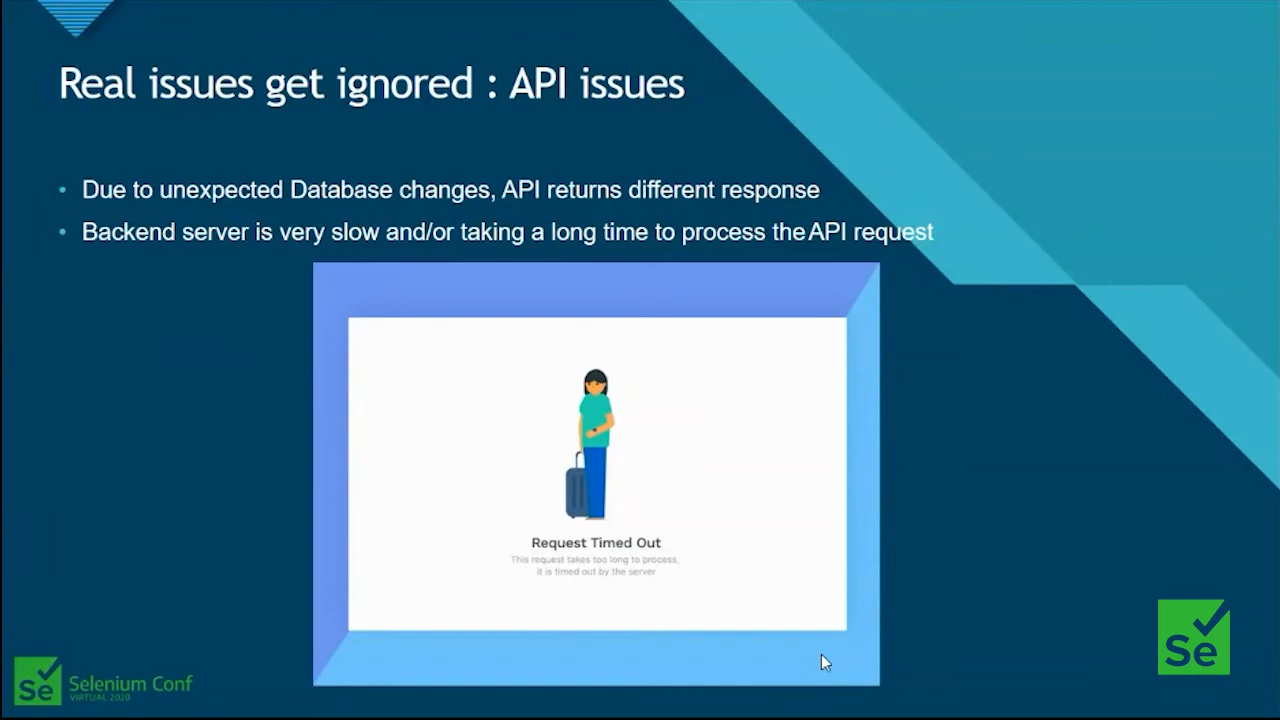 Real issues get ignored : API issues
• Due to unexpected Database changes, API returns different response
• Backend server is very slow and/or taking a long time to process the API request
Request Timed Out
This request takes too long to process,
it is timed out by the server
Se
Selenium Conf
VIRTUAL 2020
Se